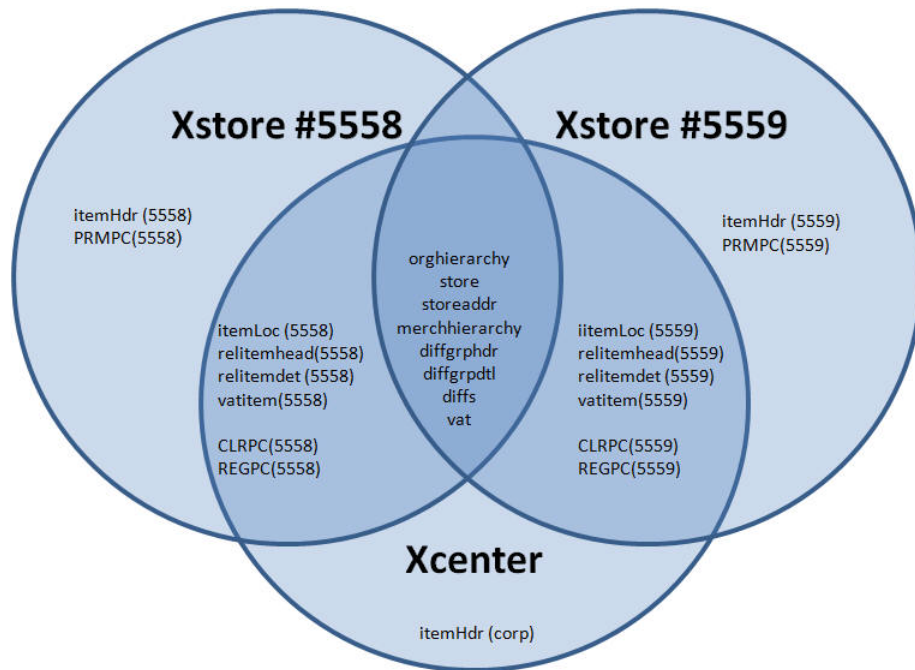 Xstore #5558
Xstore #5559
itemHdr (5558)
PRMPC(5558)
itemHdr (5559)
PRMPC(5559)
orghierarchy
store
storeaddr
merchhierarchy
diffgrphdr
diffgrpdtl
diffs
vat
itemLoc (5558)
relitemhead(5558)
relitemdet (5558)
vatitem(5558)
CLRPC(5558)
REGPC(5558)
iitemLoc (5559)
relitemhead(5559)
relitemdet (5559)
vatitem(5559)
CLRPC(5559)
REGPC(5559)
Xcenter
itemHdr (corp)